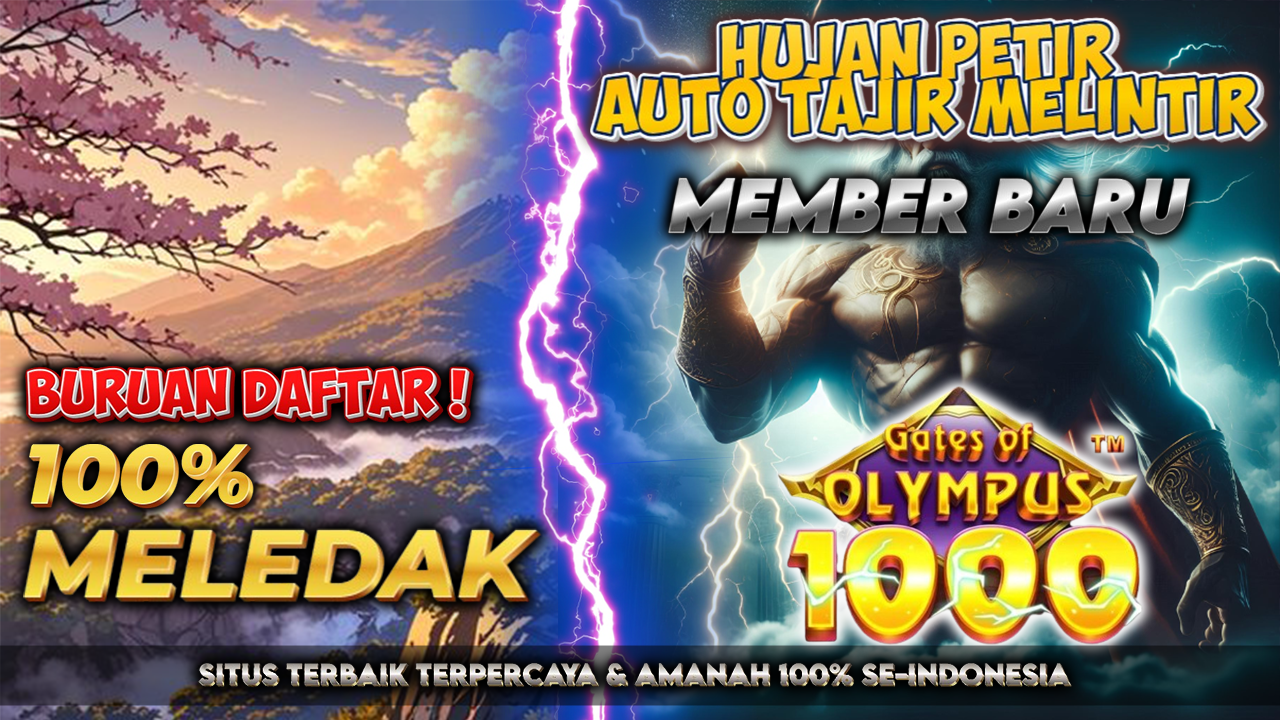 HUJAN PETIR
AUTO TAJIR MELINTIR
MEMBER BARU
BURUAN DAFTAR !
100%
MELEDAK
Gates of
OLYMPUS
TM
1000
SITUS TERBAIK TERPERCAYA & AMANAH 100% SE-INDONESIA